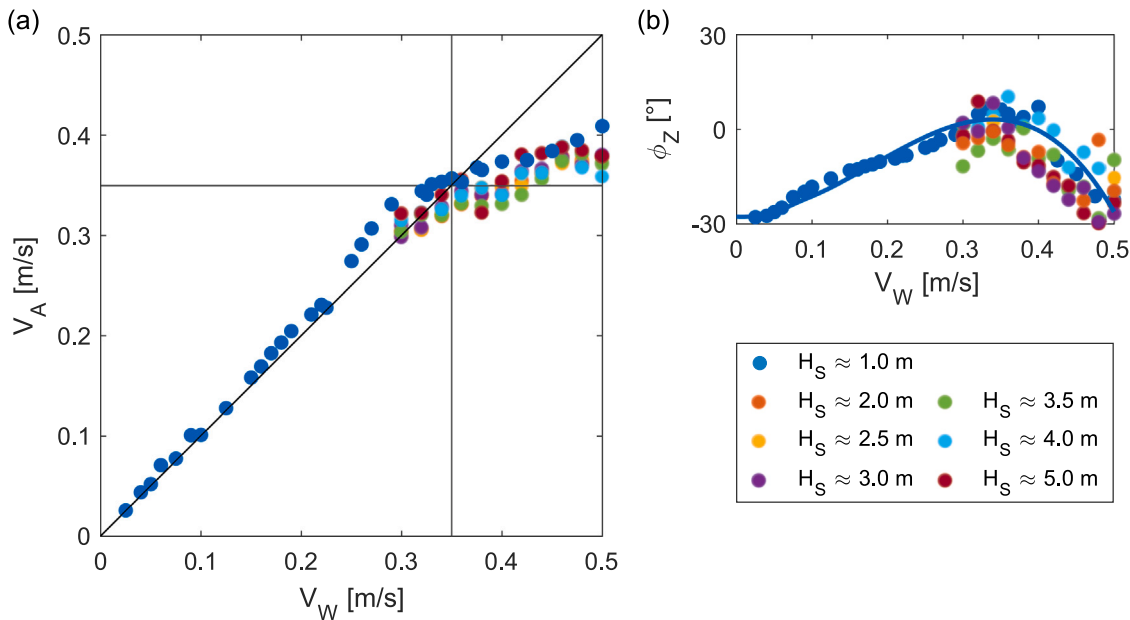 (a)
0.5
0.4
0.3
0.2
0.1
0
V_A [m/s]
0 0.1 0.2 0.3 0.4 0.5
V_W [m/s]
(b)
30
0
-30
ϕ_Z [°]
0 0.1 0.2 0.3 0.4 0.5
V_W [m/s]
H_S ≈ 1.0 m
H_S ≈ 2.0 m H_S ≈ 3.5 m
H_S ≈ 2.5 m H_S ≈ 4.0 m
H_S ≈ 3.0 m H_S ≈ 5.0 m